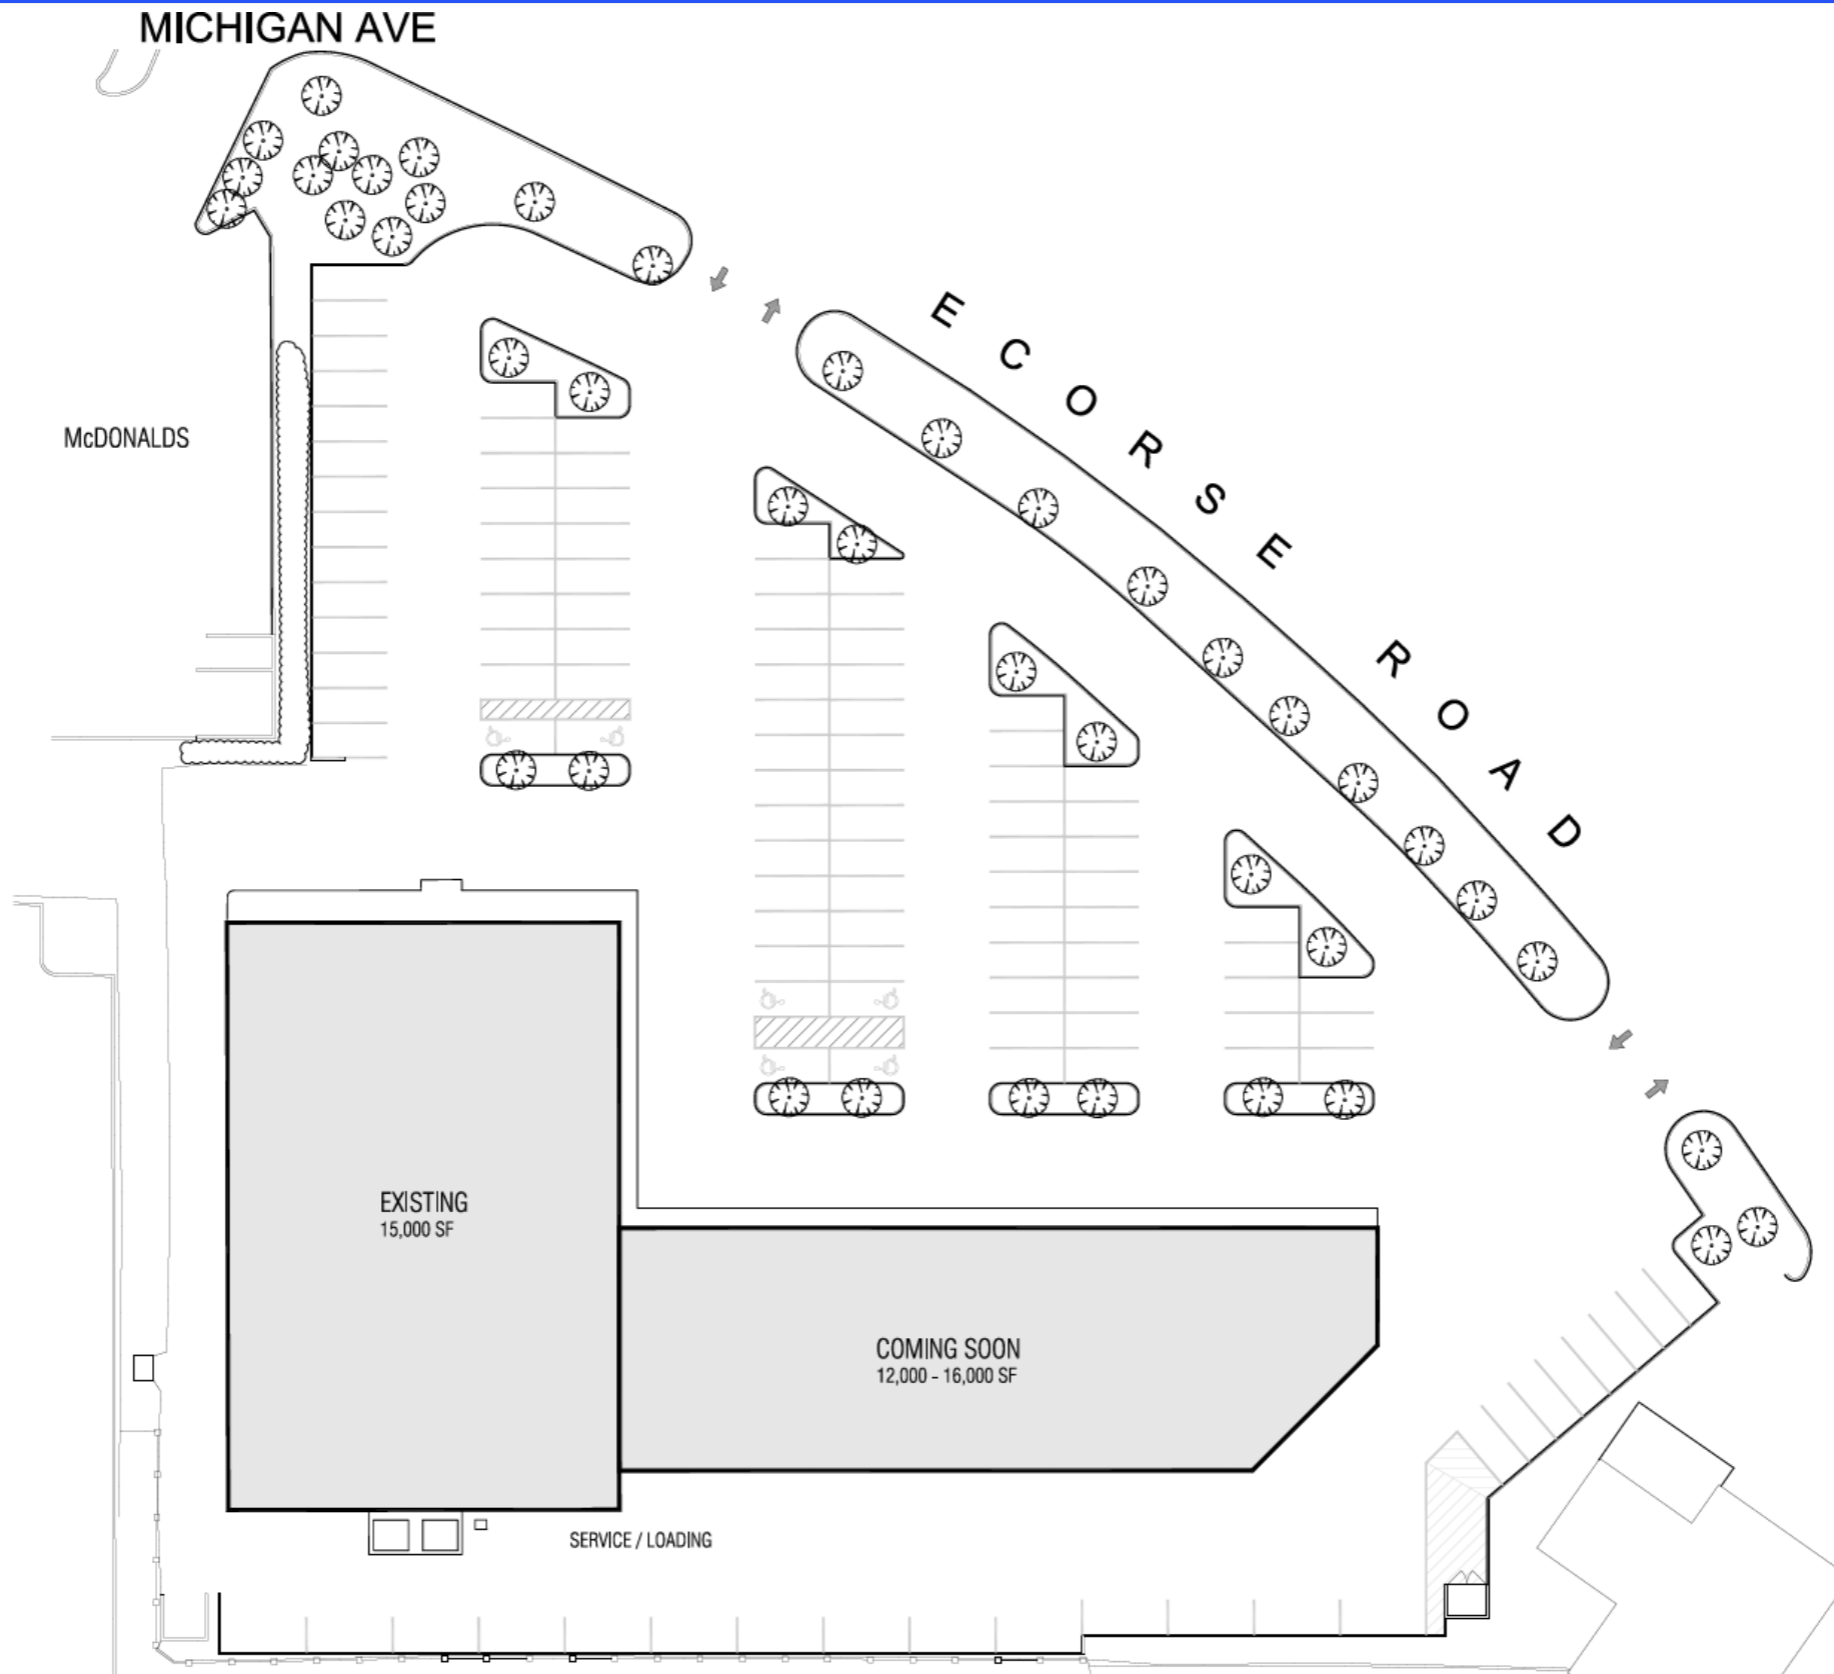 MICHIGAN AVE
ECORSE ROAD
McDONALDS
EXISTING
15,000 SF
COMING SOON
12,000 - 16,000 SF
SERVICE / LOADING